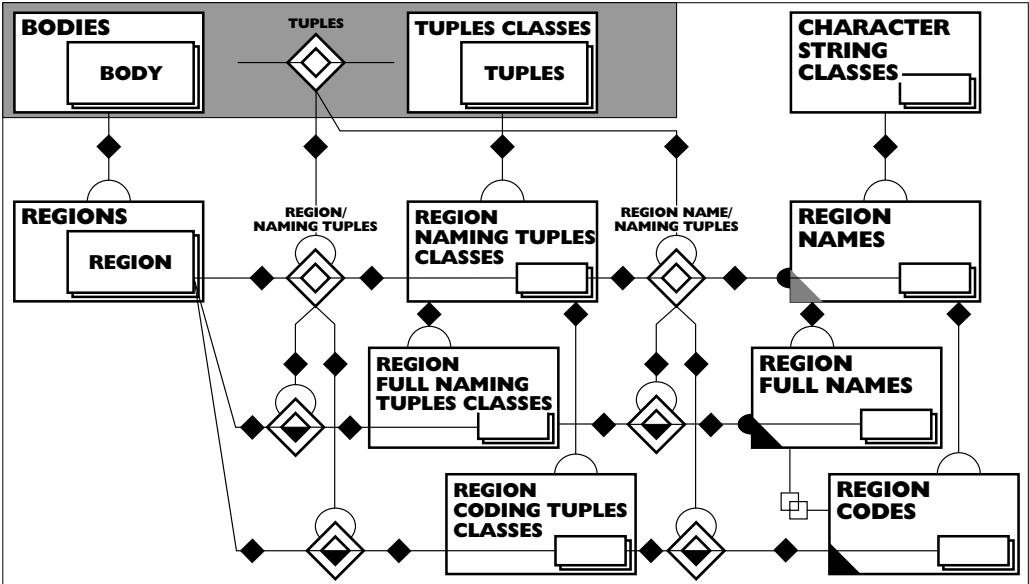 BODIES
BODY
TUPLES
TUPLES CLASSES
TUPLES
CHARACTER
STRING
CLASSES
REGIONS
REGION
REGION/
NAMING TUPLES
REGION
NAMING TUPLES
CLASSES
REGION NAME/
NAMING TUPLES
REGION
NAMES
REGION
FULL NAMING
TUPLES CLASSES
REGION
FULL NAMES
REGION
CODING TUPLES
CLASSES
REGION
CODES